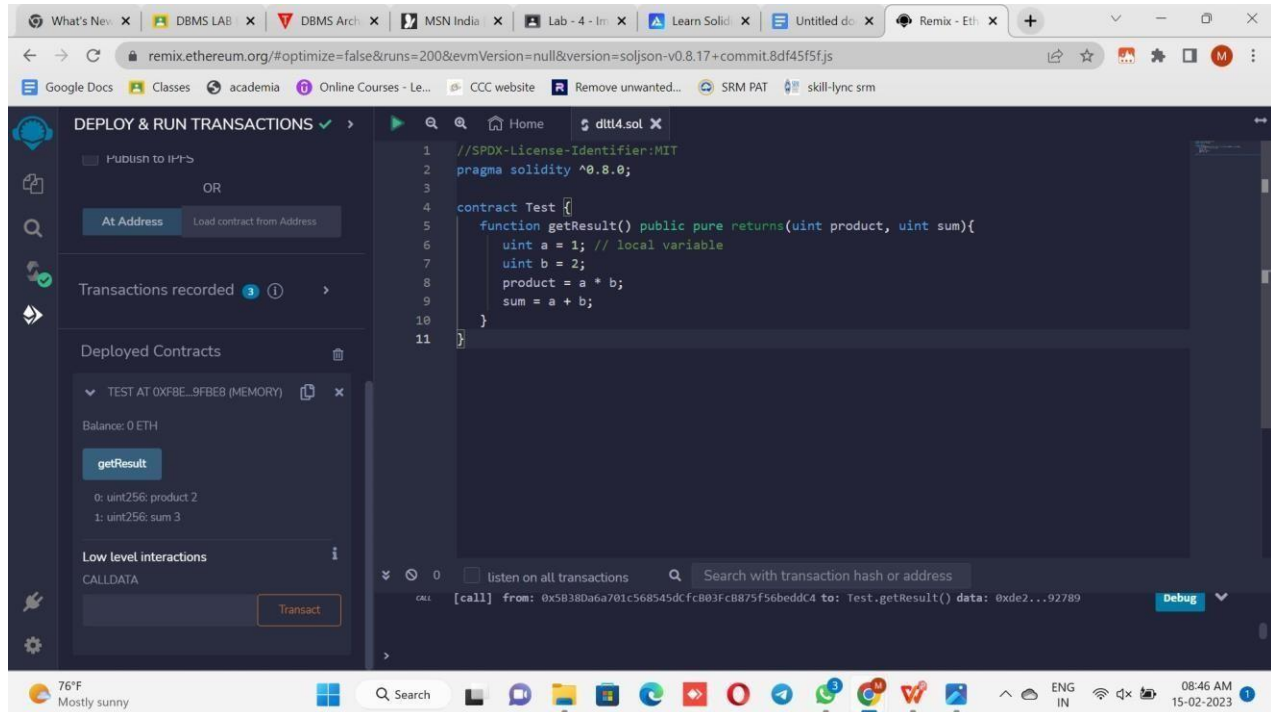 What's New
DBMS LAB
DBMS Arch
MSN India
Lab - 4 - Im
Learn Solidi
Untitled do
Remix - Eth
remix.ethereum.org/#optimize=false&runs=200&evmVersion=null&version=soljson-v0.8.17+commit.8df45f5f.js
M
Google Docs
Classes
academia
Online Courses - Le...
CCC website
Remove unwanted...
SRM PAT
skill-lync srm
DEPLOY & RUN TRANSACTIONS
Publish to IPFS
OR
At Address
Load contract from Address
Transactions recorded 3
Deployed Contracts
TEST AT 0XF8E...9FBE8 (MEMORY)
Balance: 0 ETH
getResult
0: uint256: product 2
1: uint256: sum 3
Low level interactions
CALLDATA
Transact
Home
dltl4.sol
1 //SPDX-License-Identifier:MIT
2 pragma solidity ^0.8.0;
3
4 contract Test {
5 function getResult() public pure returns(uint product, uint sum){
6 uint a = 1; // local variable
7 uint b = 2;
8 product = a * b;
9 sum = a + b;
10 }
11 }
0
listen on all transactions
Search with transaction hash or address
CALL [call] from: 0x5B38Da6a701c568545dCfcB03FcB875f56beddC4 to: Test.getResult() data: 0xde2...92789
Debug
>
76°F
Mostly sunny
Search
3
M
ENG
IN
08:46 AM
15-02-2023
1